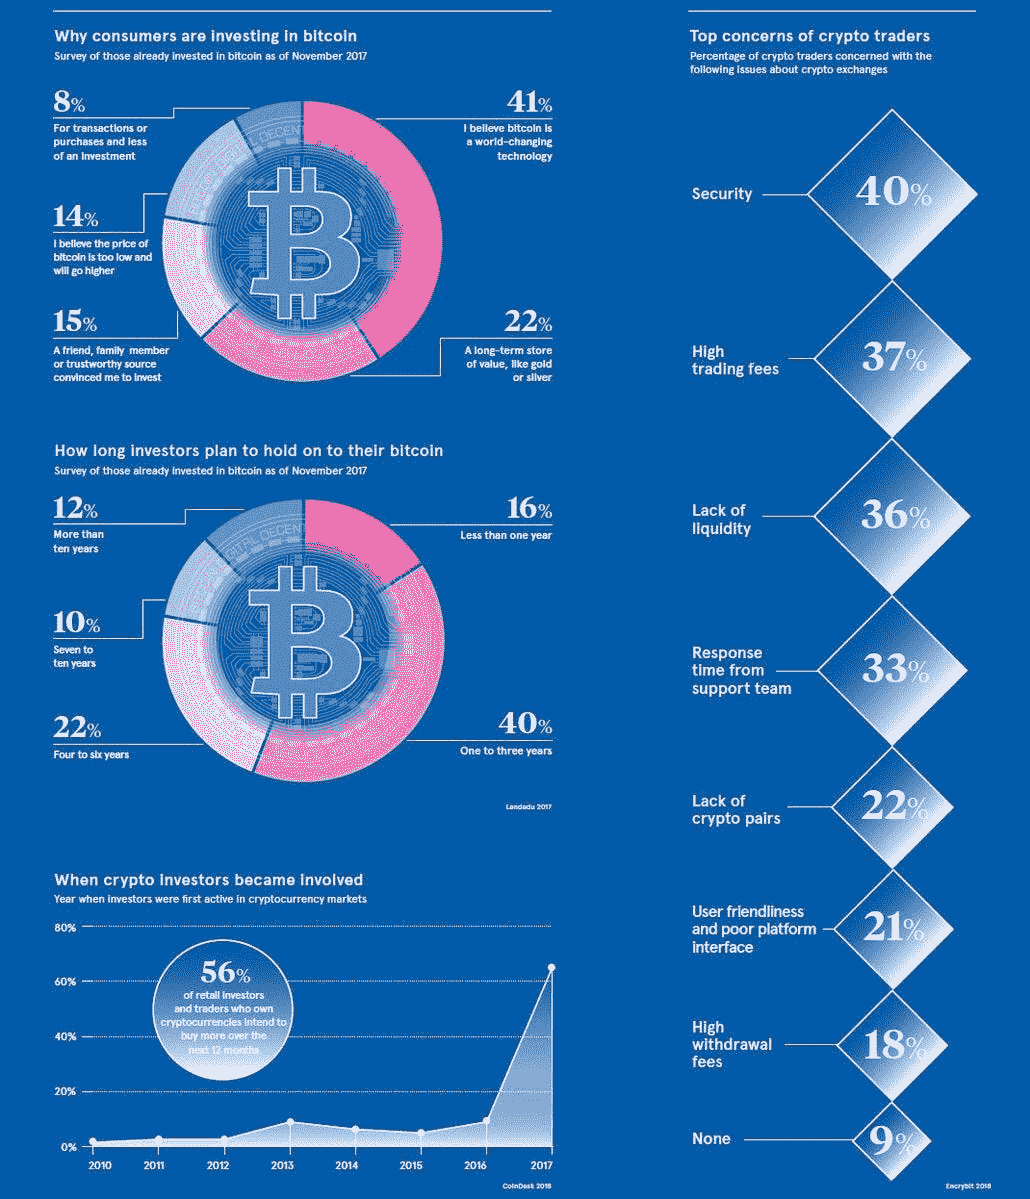 Why consumers are investing in bitcoin
Survey of those already invested in bitcoin as of November 2017
8%
For transactions or
purchases and less
of an investment
14%
I believe the price of
bitcoin is too low and
will go higher
15%
A friend, family member
or trustworthy source
convinced me to invest
41%
I believe bitcoin is
a world-changing
technology
22%
A long-term store
of value, like gold
or silver
DECENT
How long investors plan to hold on to their bitcoin
Survey of those already invested in bitcoin as of November 2017
12%
More than
ten years
10%
Seven to
ten years
22%
Four to six years
16%
Less than one year
40%
One to three years
DECENT
Lendedu 2017
When crypto investors became involved
Year when investors were first active in cryptocurrency markets
80%
60%
40%
20%
0%
56%
of retail investors
and traders who own
cryptocurrencies intend to
buy more over the
next 12 months
2010 2011 2012 2013 2014 2015 2016 2017
CoinDesk 2018
Top concerns of crypto traders
Percentage of crypto traders concerned with the
following issues about crypto exchanges
Security
40%
High
trading fees
37%
Lack of
liquidity
36%
Response
time from
support team
33%
Lack of
crypto pairs
22%
User friendliness
and poor platform
interface
21%
High
withdrawal
fees
18%
None
9%
Encrybit 2018